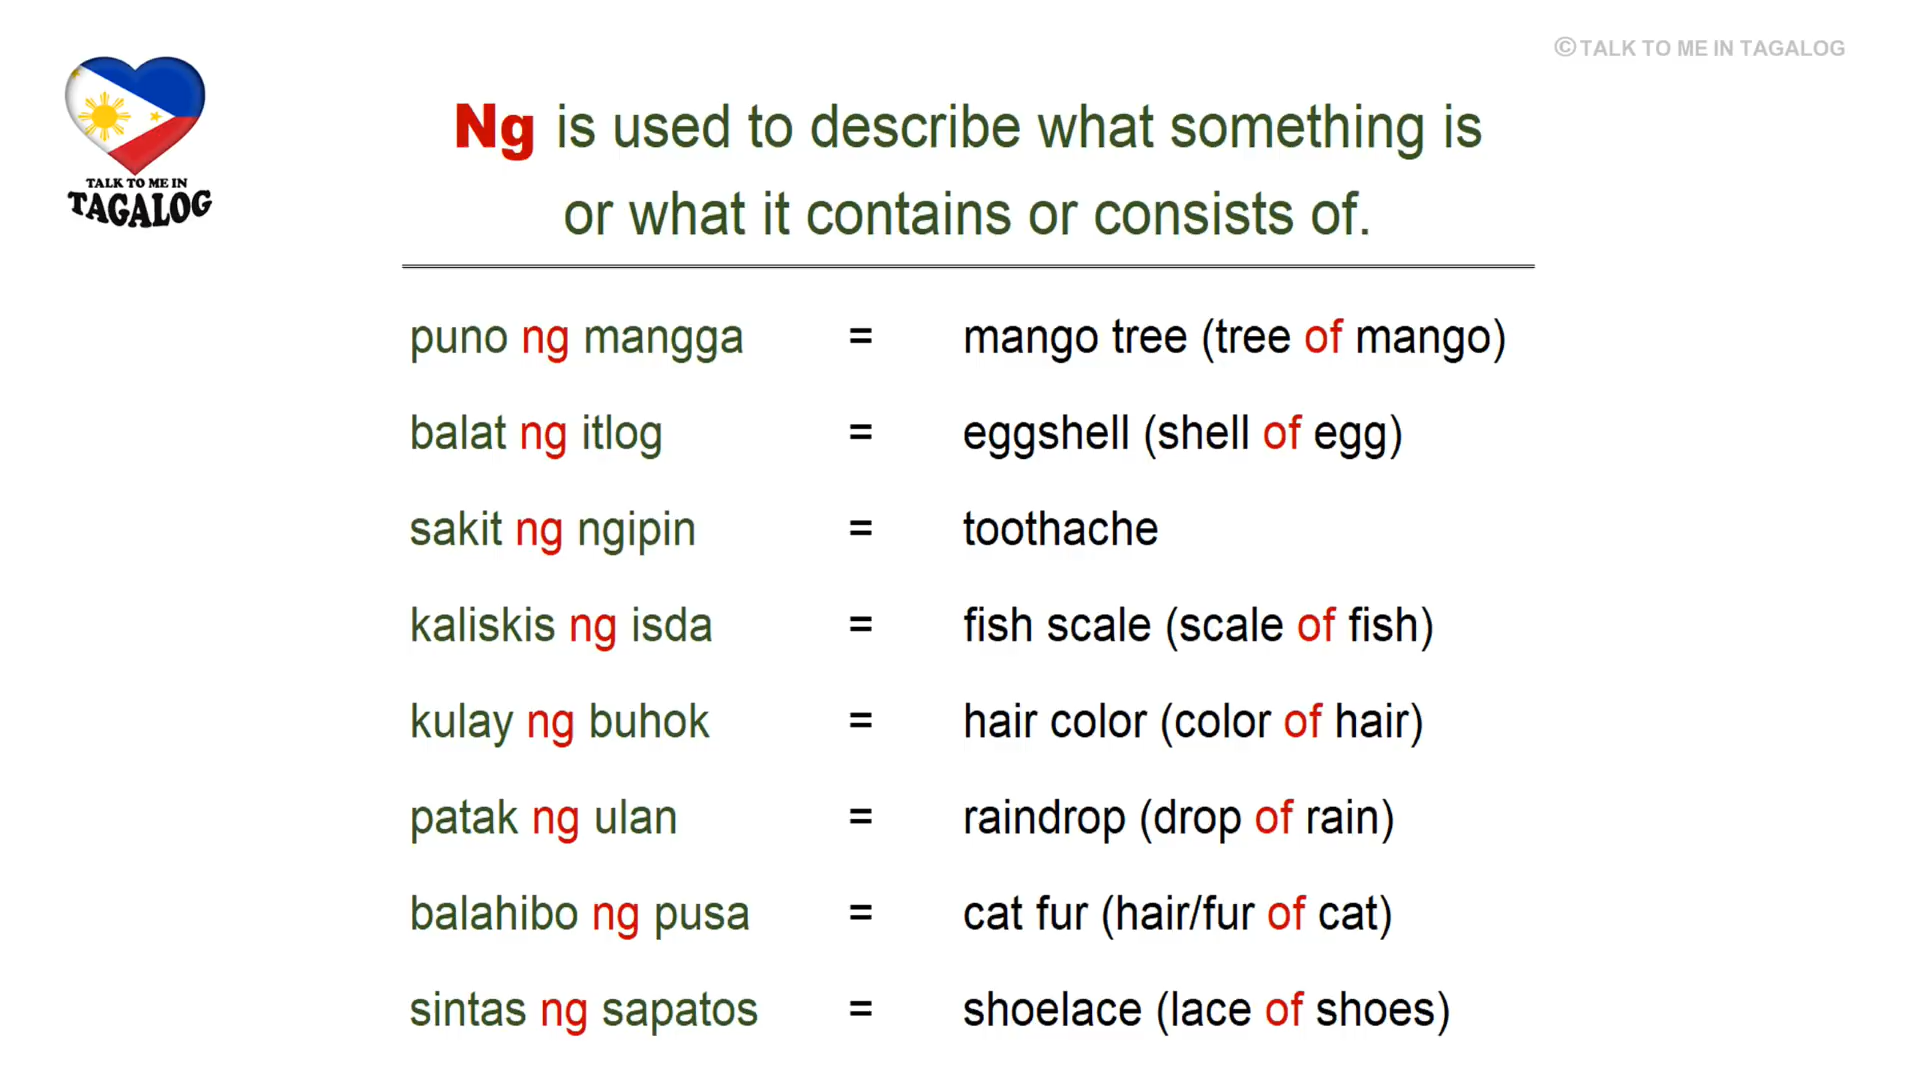 © TALK TO ME IN TAGALOG
TALK TO ME IN
TAGALOG
Ng is used to describe what something is
or what it contains or consists of.
puno ng mangga = mango tree (tree of mango)
balat ng itlog = eggshell (shell of egg)
sakit ng ngipin = toothache
kaliskis ng isda = fish scale (scale of fish)
kulay ng buhok = hair color (color of hair)
patak ng ulan = raindrop (drop of rain)
balahibo ng pusa = cat fur (hair/fur of cat)
sintas ng sapatos = shoelace (lace of shoes)